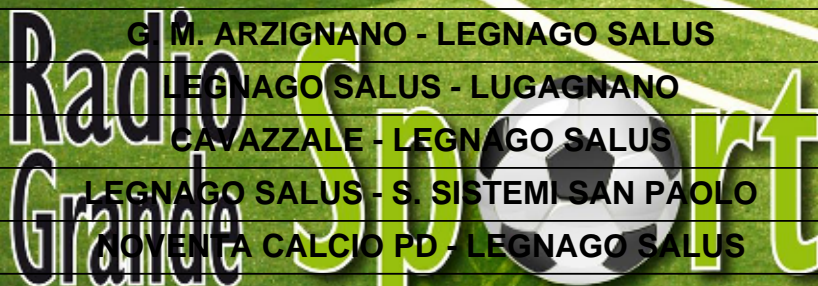 Radio Grande Sport
G. M. ARZIGNANO - LEGNAGO SALUS
LEGNAGO SALUS - LUGAGNANO
CAVAZZALE - LEGNAGO SALUS
LEGNAGO SALUS - S. SISTEMI SAN PAOLO
NOVENTA CALCIO PD - LEGNAGO SALUS